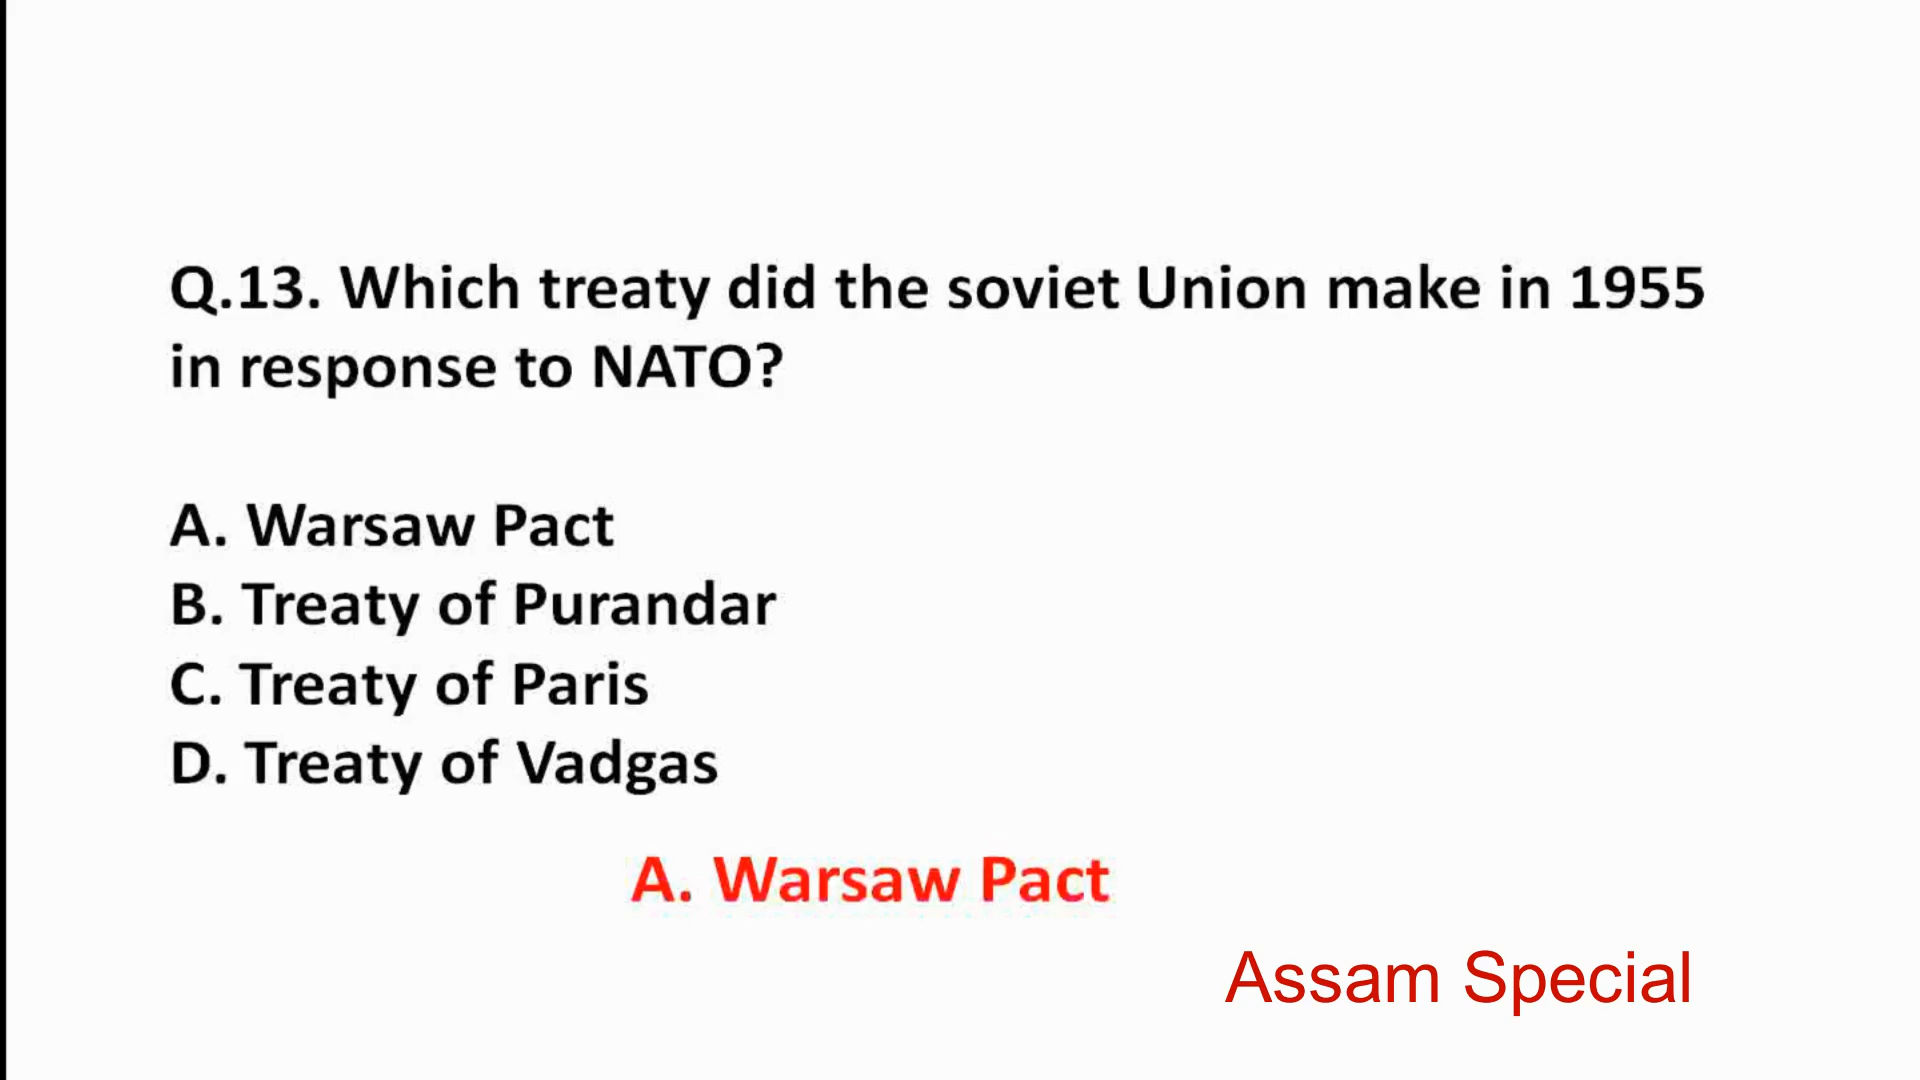 Q.13. Which treaty did the soviet Union make in 1955
in response to NATO?
A. Warsaw Pact
B. Treaty of Purandar
C. Treaty of Paris
D. Treaty of Vadgas
A. Warsaw Pact
Assam Special